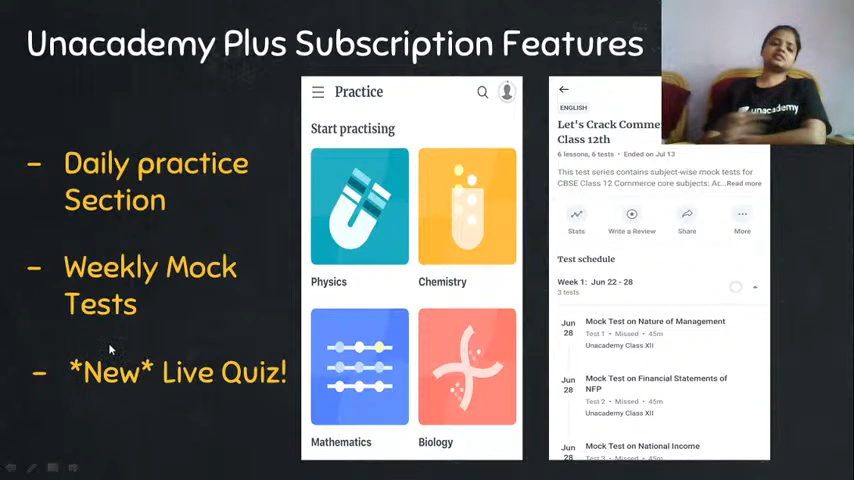 Unacademy Plus Subscription Features
- Daily practice
Section
- Weekly Mock
Tests
- *New* Live Quiz!
Practice
Start practising
Physics
Chemistry
Mathematics
Biology
ENGLISH
Let's Crack Comme
Class 12th
6 lessons, 6 tests • Ended on Jul 13
This test series contains subject-wise mock tests for
CBSE Class 12 Commerce core subjects: Ac...Read more
Stats
Write a Review
Share
More
Test schedule
Week 1: Jun 22 - 28
3 tests
Jun
28
Mock Test on Nature of Management
Test 1 • Missed • 45m
Unacademy Class XII
Jun
28
Mock Test on Financial Statements of
NFP
Test 2 • Missed • 45m
Unacademy Class XII
Jun
28
Mock Test on National Income
Test 3 • Missed • 45m
unacademy